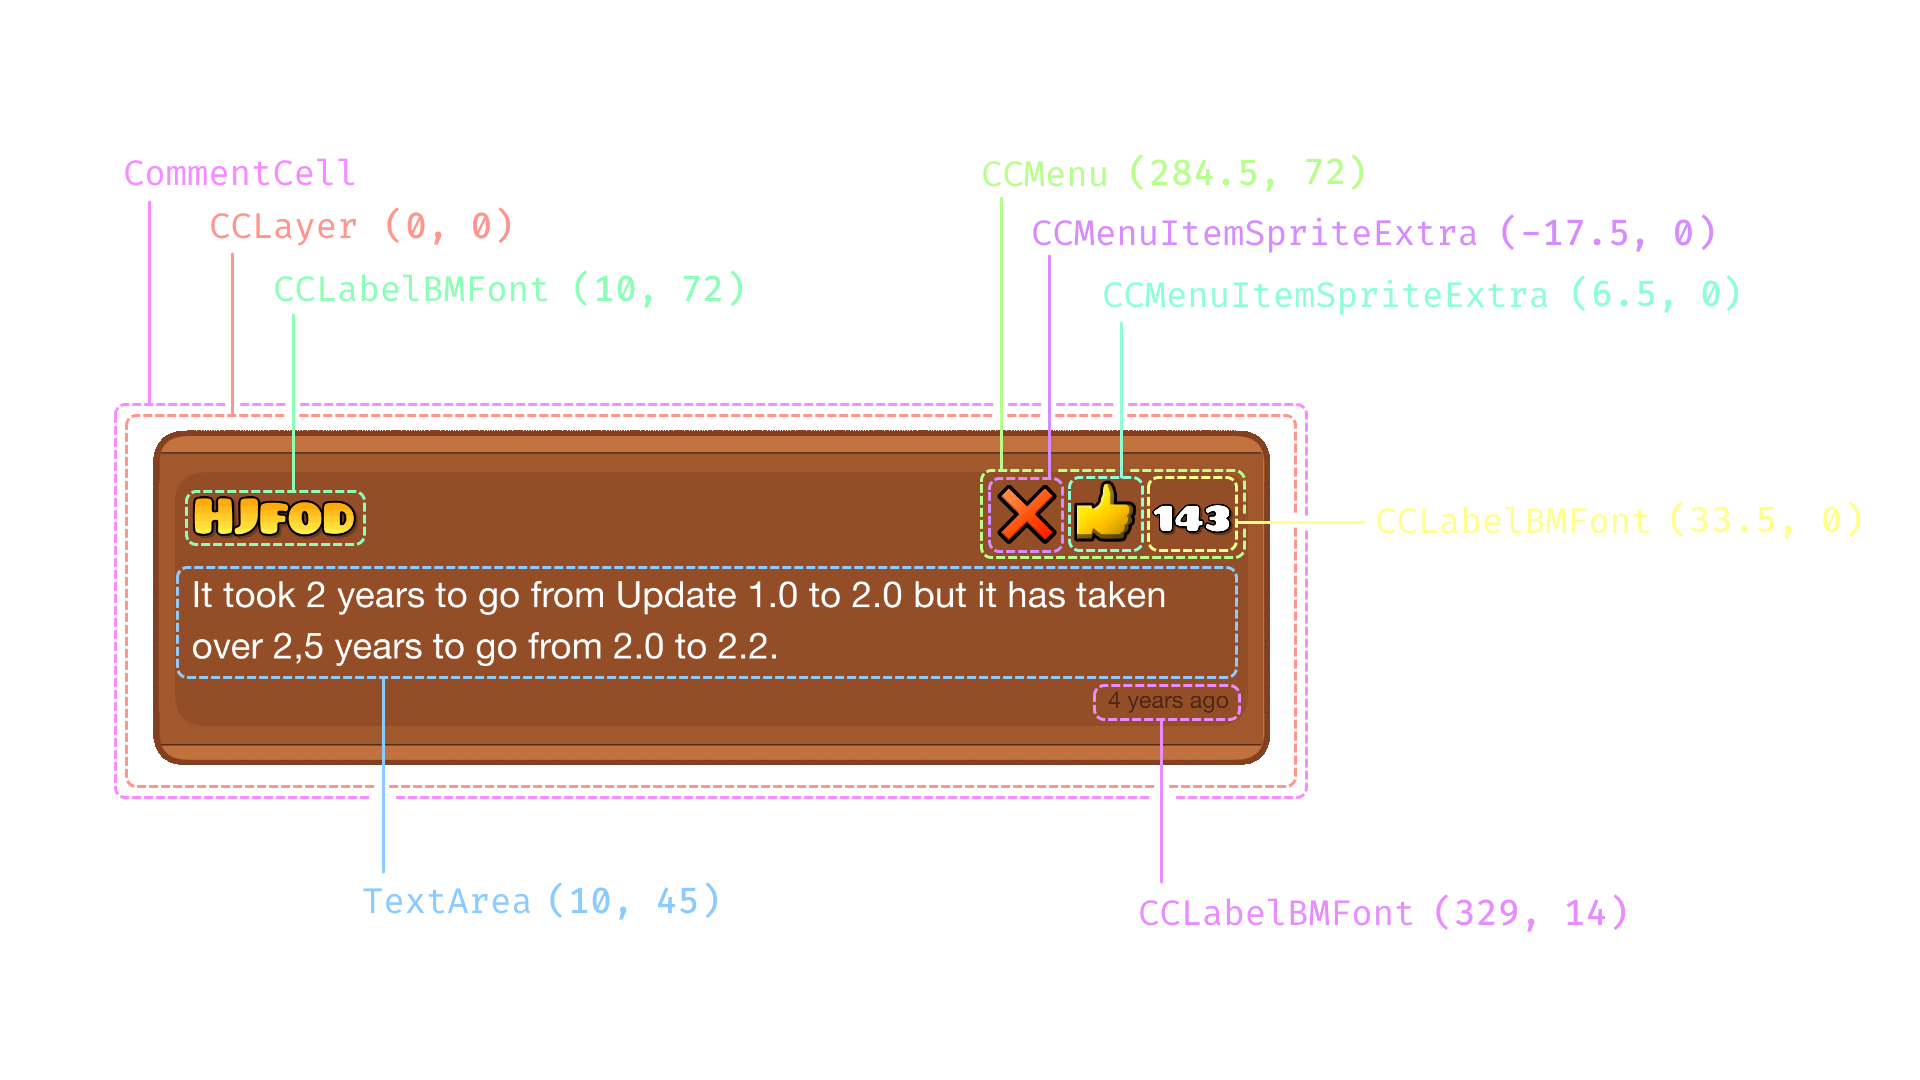 CommentCell
CCLayer (0, 0)
CCLabelBMFont (10, 72)
CCMenu (284.5, 72)
CCMenuItemSpriteExtra (-17.5, 0)
CCMenuItemSpriteExtra (6.5, 0)
HJfod
143
CCLabelBMFont (33.5, 0)
It took 2 years to go from Update 1.0 to 2.0 but it has taken
over 2,5 years to go from 2.0 to 2.2.
4 years ago
TextArea (10, 45)
CCLabelBMFont (329, 14)